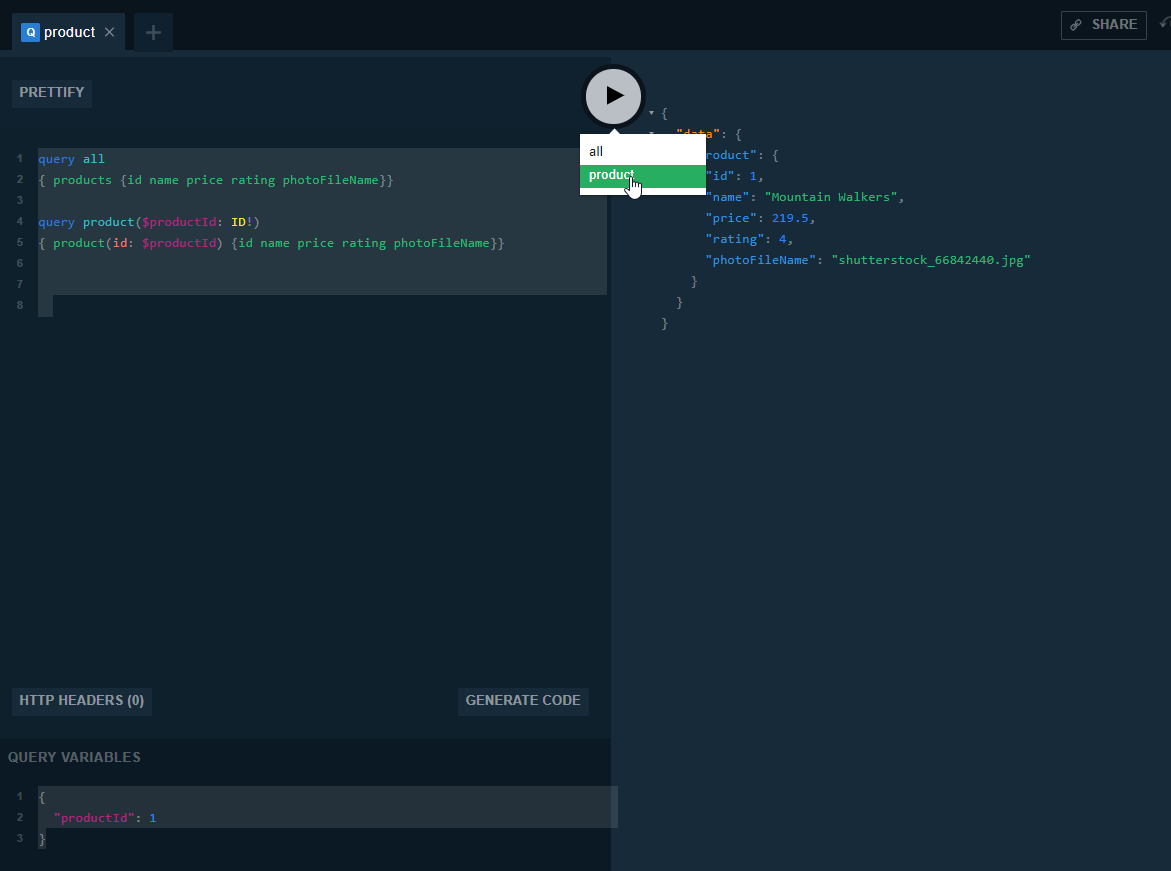 Q product ×
+
SHARE
PRETTIFY
1 query all
2 { products {id name price rating photoFileName}}
3
4 query product($productId: ID!)
5 { product(id: $productId) {id name price rating photoFileName}}
6
7
8
all
product
{
"data": {
roduct": {
"id": 1,
"name": "Mountain Walkers",
"price": 219.5,
"rating": 4,
"photoFileName": "shutterstock_66842440.jpg"
}
}
}
HTTP HEADERS (0)
GENERATE CODE
QUERY VARIABLES
1 {
2 "productId": 1
3 }